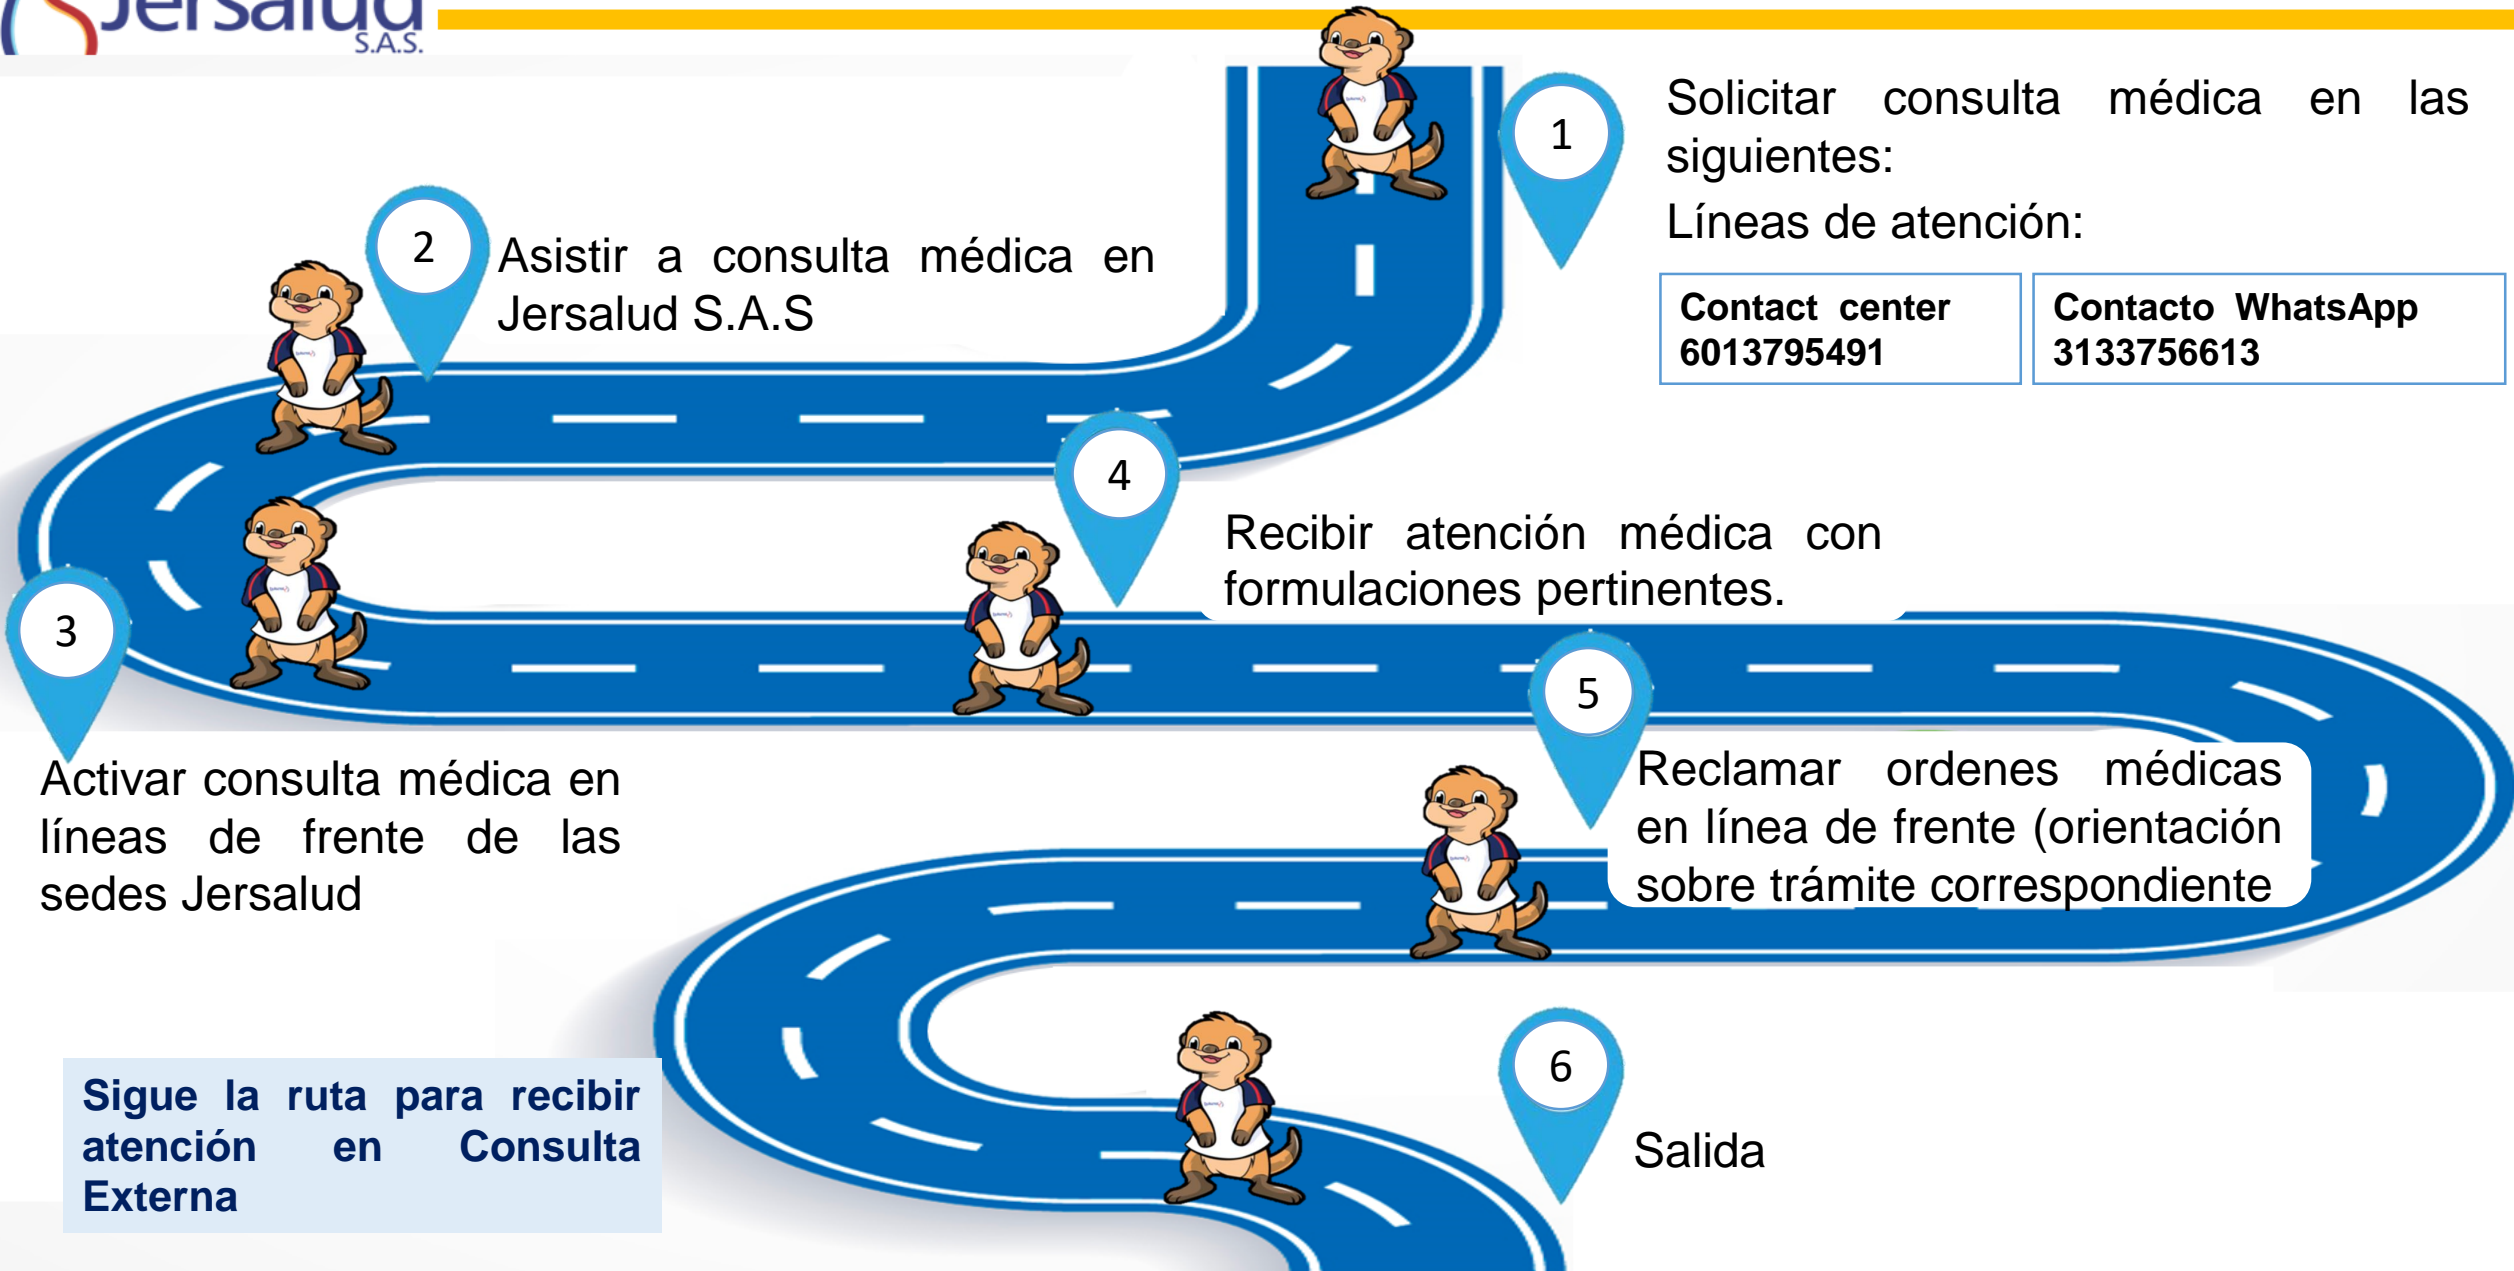 Jersalud
S.A.S.
1
Solicitar consulta médica en las
siguientes:
Líneas de atención:
Contact center
6013795491
Contacto WhatsApp
3133756613
2
Asistir a consulta médica en
Jersalud S.A.S
3
Activar consulta médica en
líneas de frente de las
sedes Jersalud
4
Recibir atención médica con
formulaciones pertinentes.
5
Reclamar ordenes médicas
en línea de frente (orientación
sobre trámite correspondiente
6
Salida
Sigue la ruta para recibir
atención en Consulta
Externa